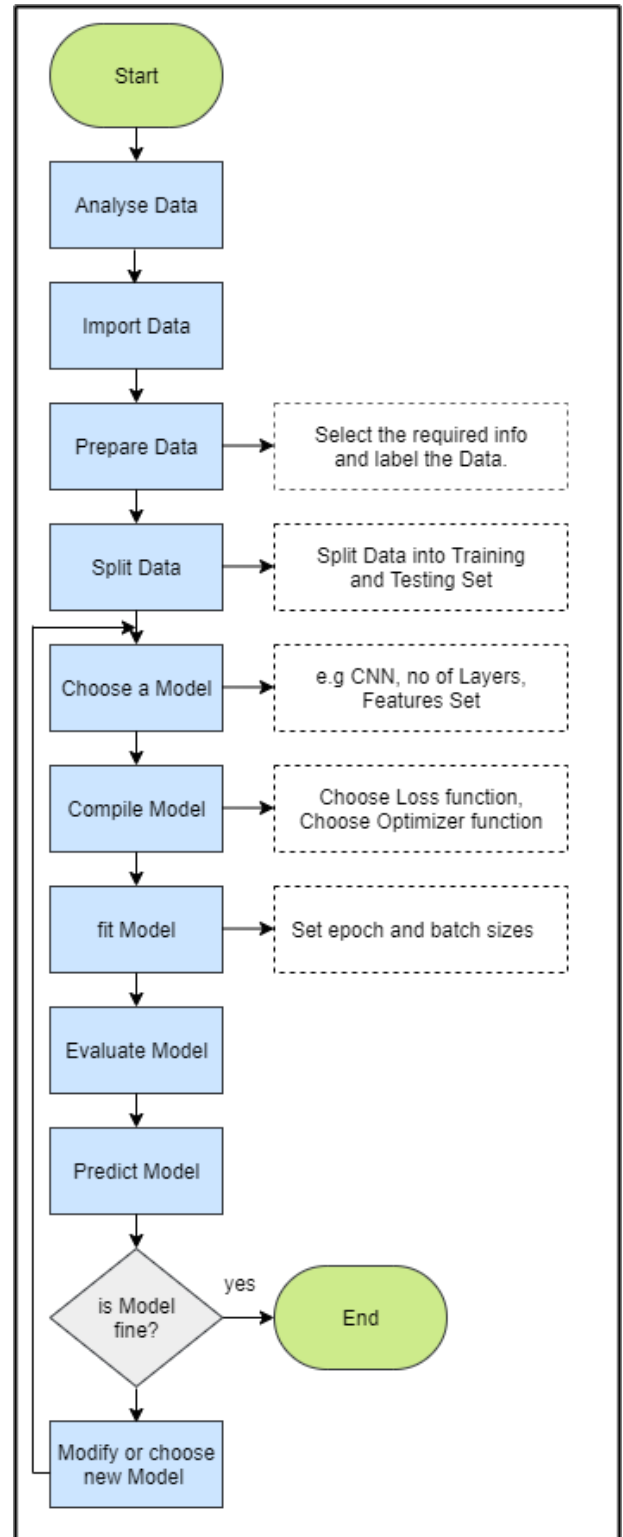 Start
Analyse Data
Import Data
Prepare Data
Select the required info
and label the Data.
Split Data
Split Data into Training
and Testing Set
Choose a Model
e.g CNN, no of Layers,
Features Set
Compile Model
Choose Loss function,
Choose Optimizer function
fit Model
Set epoch and batch sizes
Evaluate Model
Predict Model
is Model
fine?
yes
End
Modify or choose
new Model